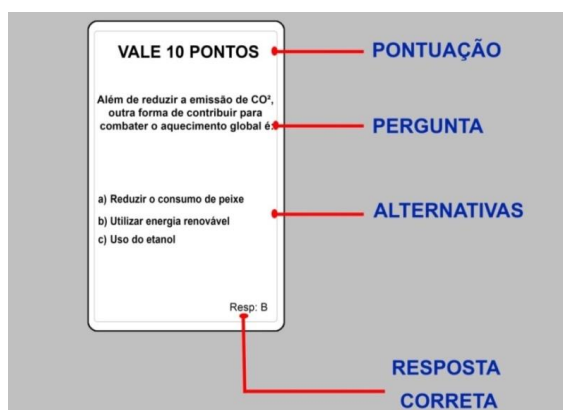 VALE 10 PONTOS
PONTUAÇÃO
Além de reduzir a emissão de CO²,
outra forma de contribuir para
combater o aquecimento global é:
PERGUNTA
a) Reduzir o consumo de peixe
b) Utilizar energia renovável
c) Uso do etanol
ALTERNATIVAS
Resp: B
RESPOSTA
CORRETA